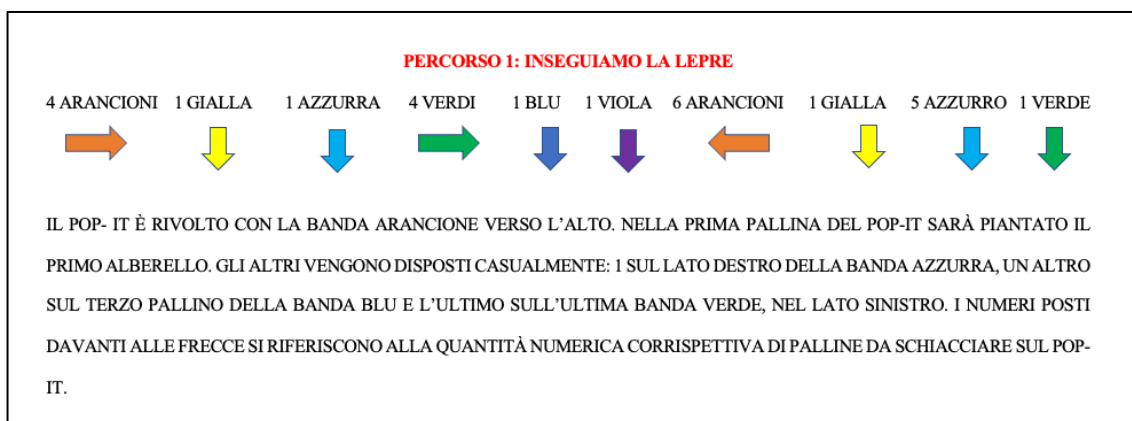 PERCORSO 1: INSEGUIAMO LA LEPRE
4 ARANCIONI 1 GIALLA 1 AZZURRA 4 VERDI 1 BLU 1 VIOLA 6 ARANCIONI 1 GIALLA 5 AZZURRO 1 VERDE
IL POP- IT È RIVOLTO CON LA BANDA ARANCIONE VERSO L’ALTO. NELLA PRIMA PALLINA DEL POP-IT SARÀ PIANTATO IL
PRIMO ALBERELLO. GLI ALTRI VENGONO DISPOSTI CASUALMENTE: 1 SUL LATO DESTRO DELLA BANDA AZZURRA, UN ALTRO
SUL TERZO PALLINO DELLA BANDA BLU E L’ULTIMO SULL’ULTIMA BANDA VERDE, NEL LATO SINISTRO. I NUMERI POSTI
DAVANTI ALLE FRECCE SI RIFERISCONO ALLA QUANTITÀ NUMERICA CORRISPETTIVA DI PALLINE DA SCHIACCIARE SUL POP-
IT.